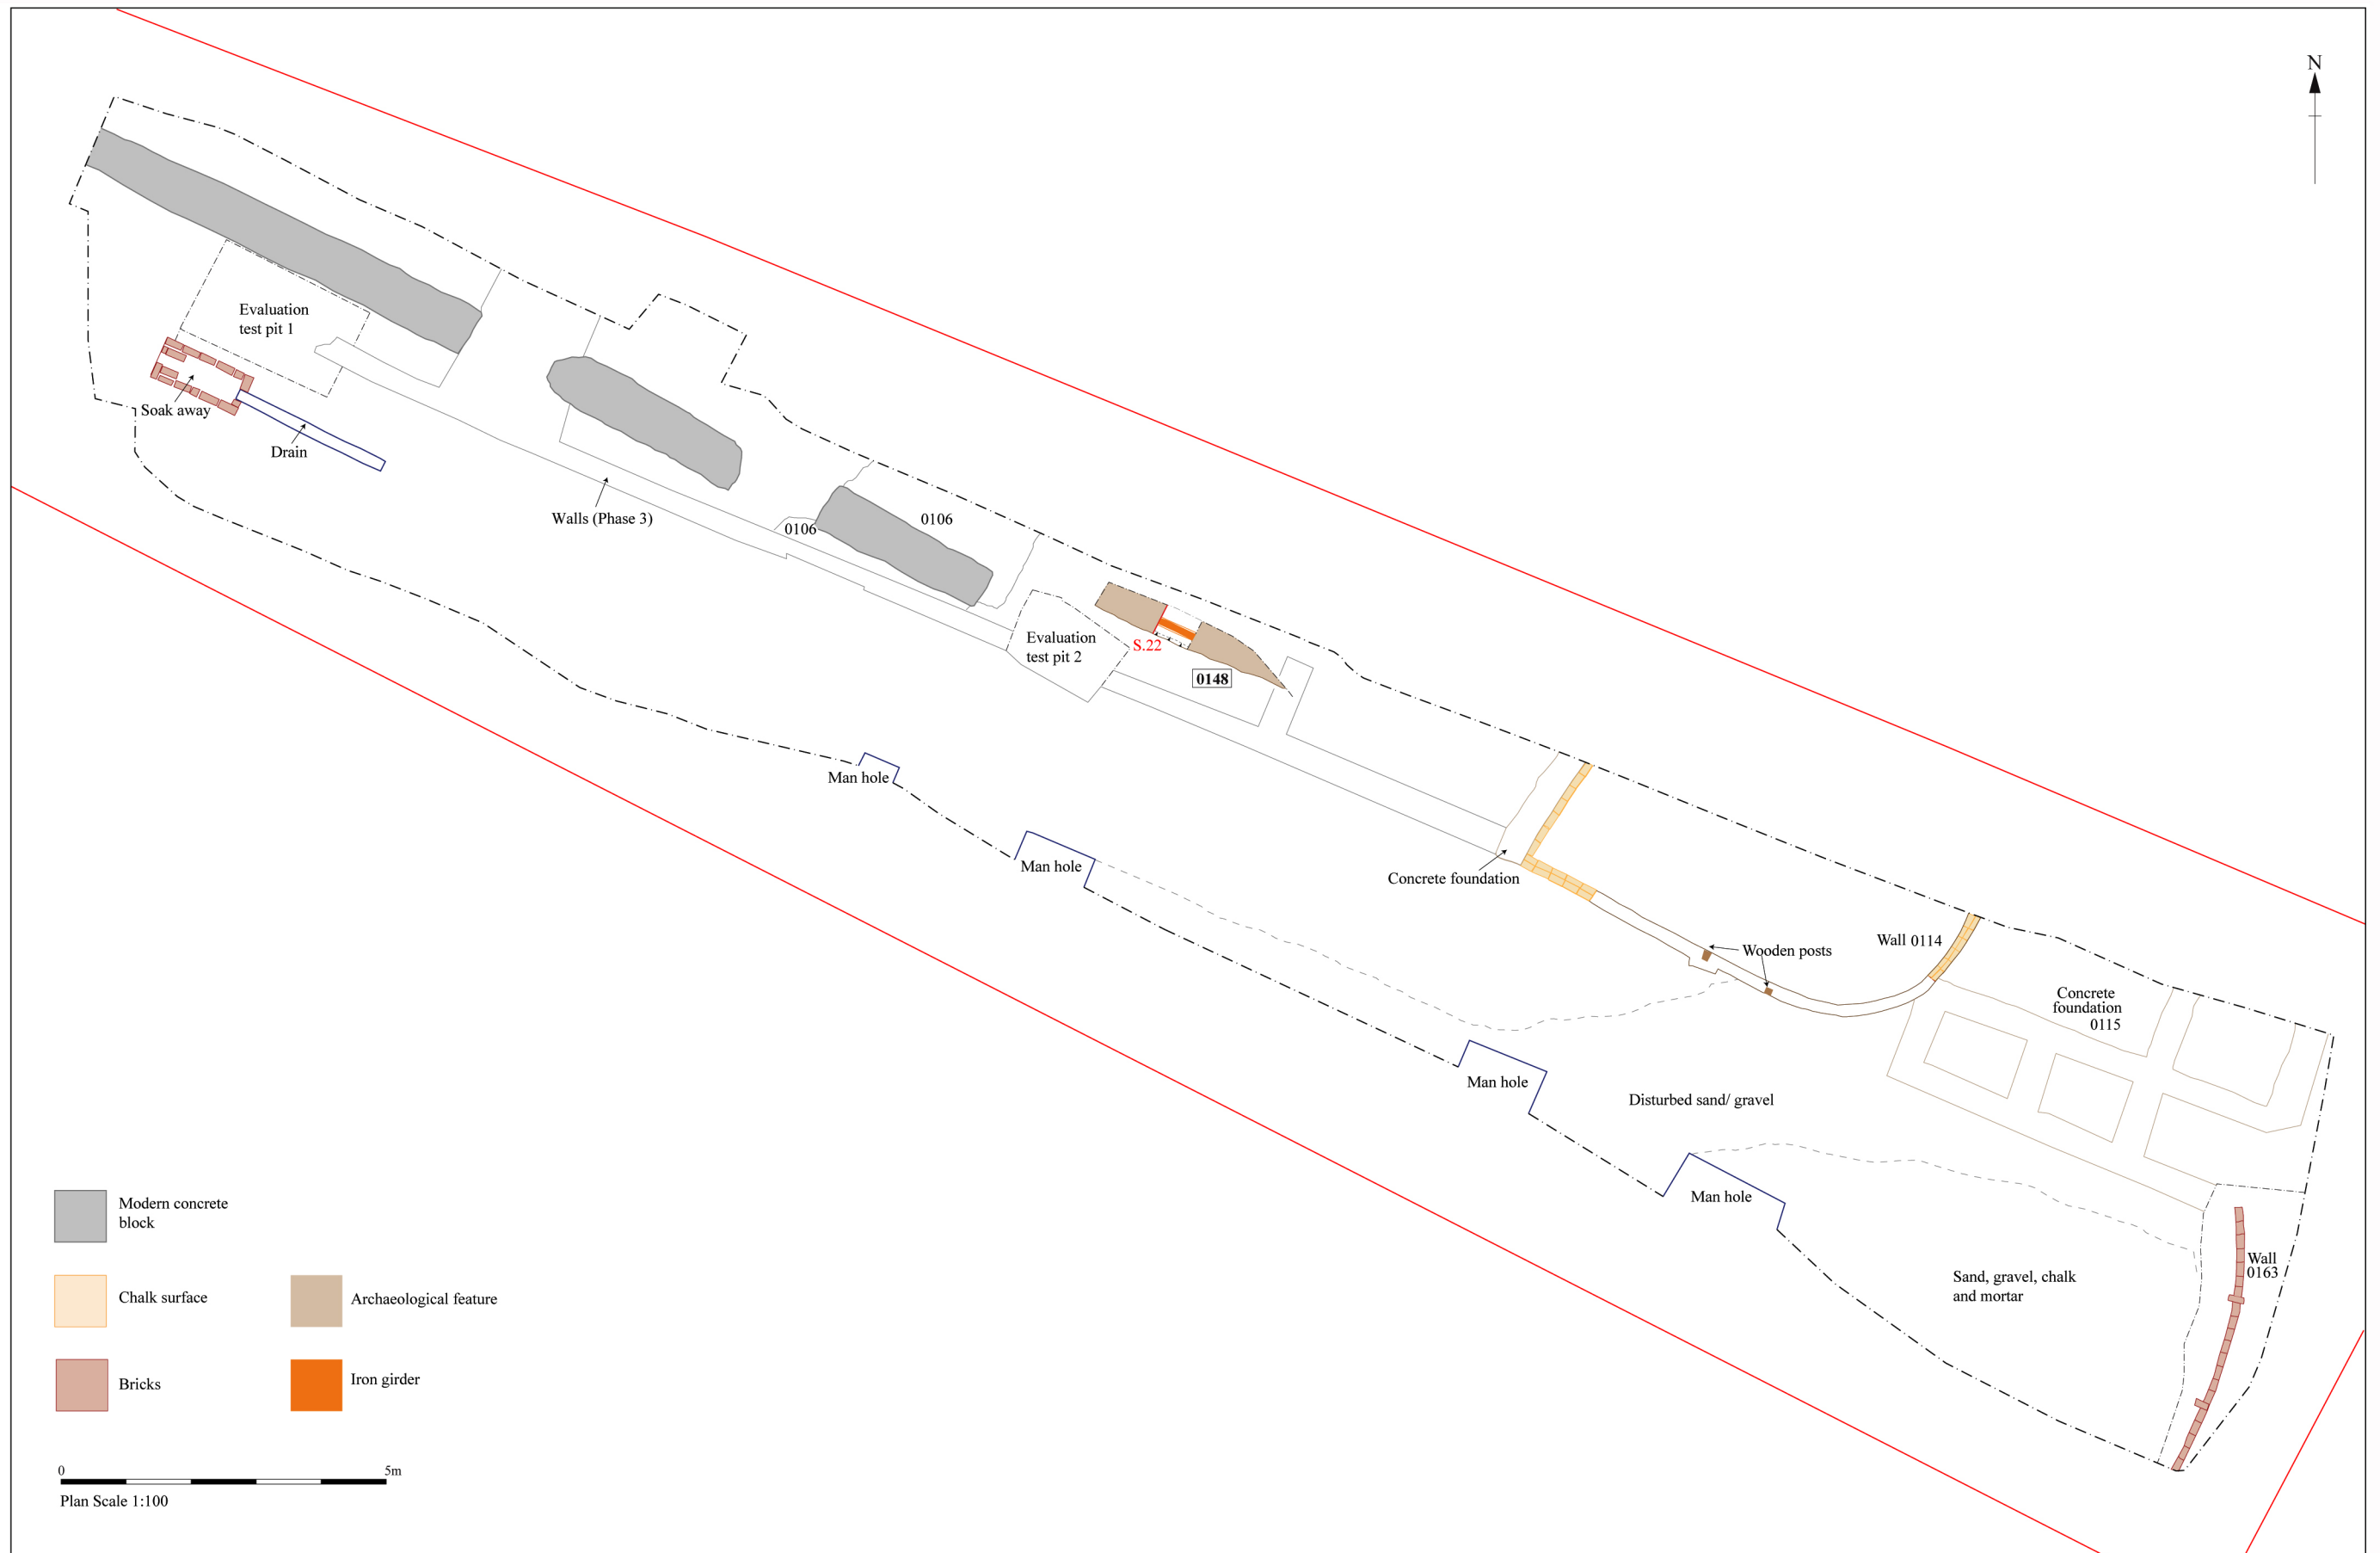 N
Evaluation
test pit 1
Soak away
Drain
Walls (Phase 3)
0106
0106
Evaluation
test pit 2
S.22
0148
Man hole
Man hole
Concrete foundation
Wooden posts
Wall 0114
Concrete
foundation
0115
Man hole
Disturbed sand/ gravel
Man hole
Wall
0163
Sand, gravel, chalk
and mortar
Modern concrete
block
Chalk surface
Archaeological feature
Bricks
Iron girder
0 5m
Plan Scale 1:100